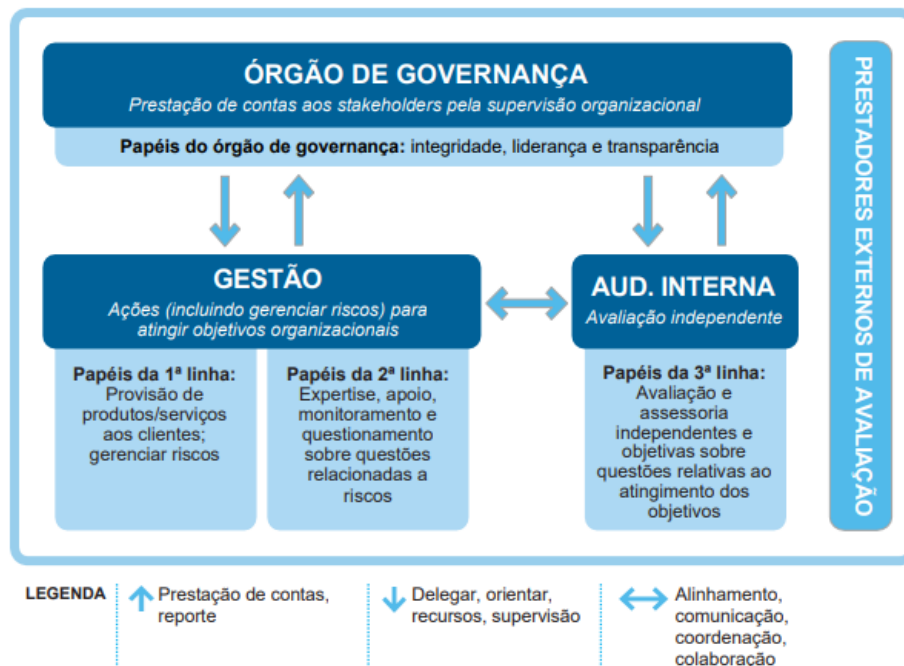 ÓRGÃO DE GOVERNANÇA
Prestação de contas aos stakeholders pela supervisão organizacional
Papéis do órgão de governança: integridade, liderança e transparência
GESTÃO
Ações (incluindo gerenciar riscos) para
atingir objetivos organizacionais
Papéis da 1ª linha:
Provisão de
produtos/serviços
aos clientes;
gerenciar riscos
Papéis da 2ª linha:
Expertise, apoio,
monitoramento e
questionamento
sobre questões
relacionadas a
riscos
AUD. INTERNA
Avaliação independente
Papéis da 3ª linha:
Avaliação e
assessoria
independentes e
objetivas sobre
questões relativas ao
atingimento dos
objetivos
PRESTADORES EXTERNOS DE AVALIAÇÃO
LEGENDA
Prestação de contas,
reporte
Delegar, orientar,
recursos, supervisão
Alinhamento,
comunicação,
coordenação,
colaboração